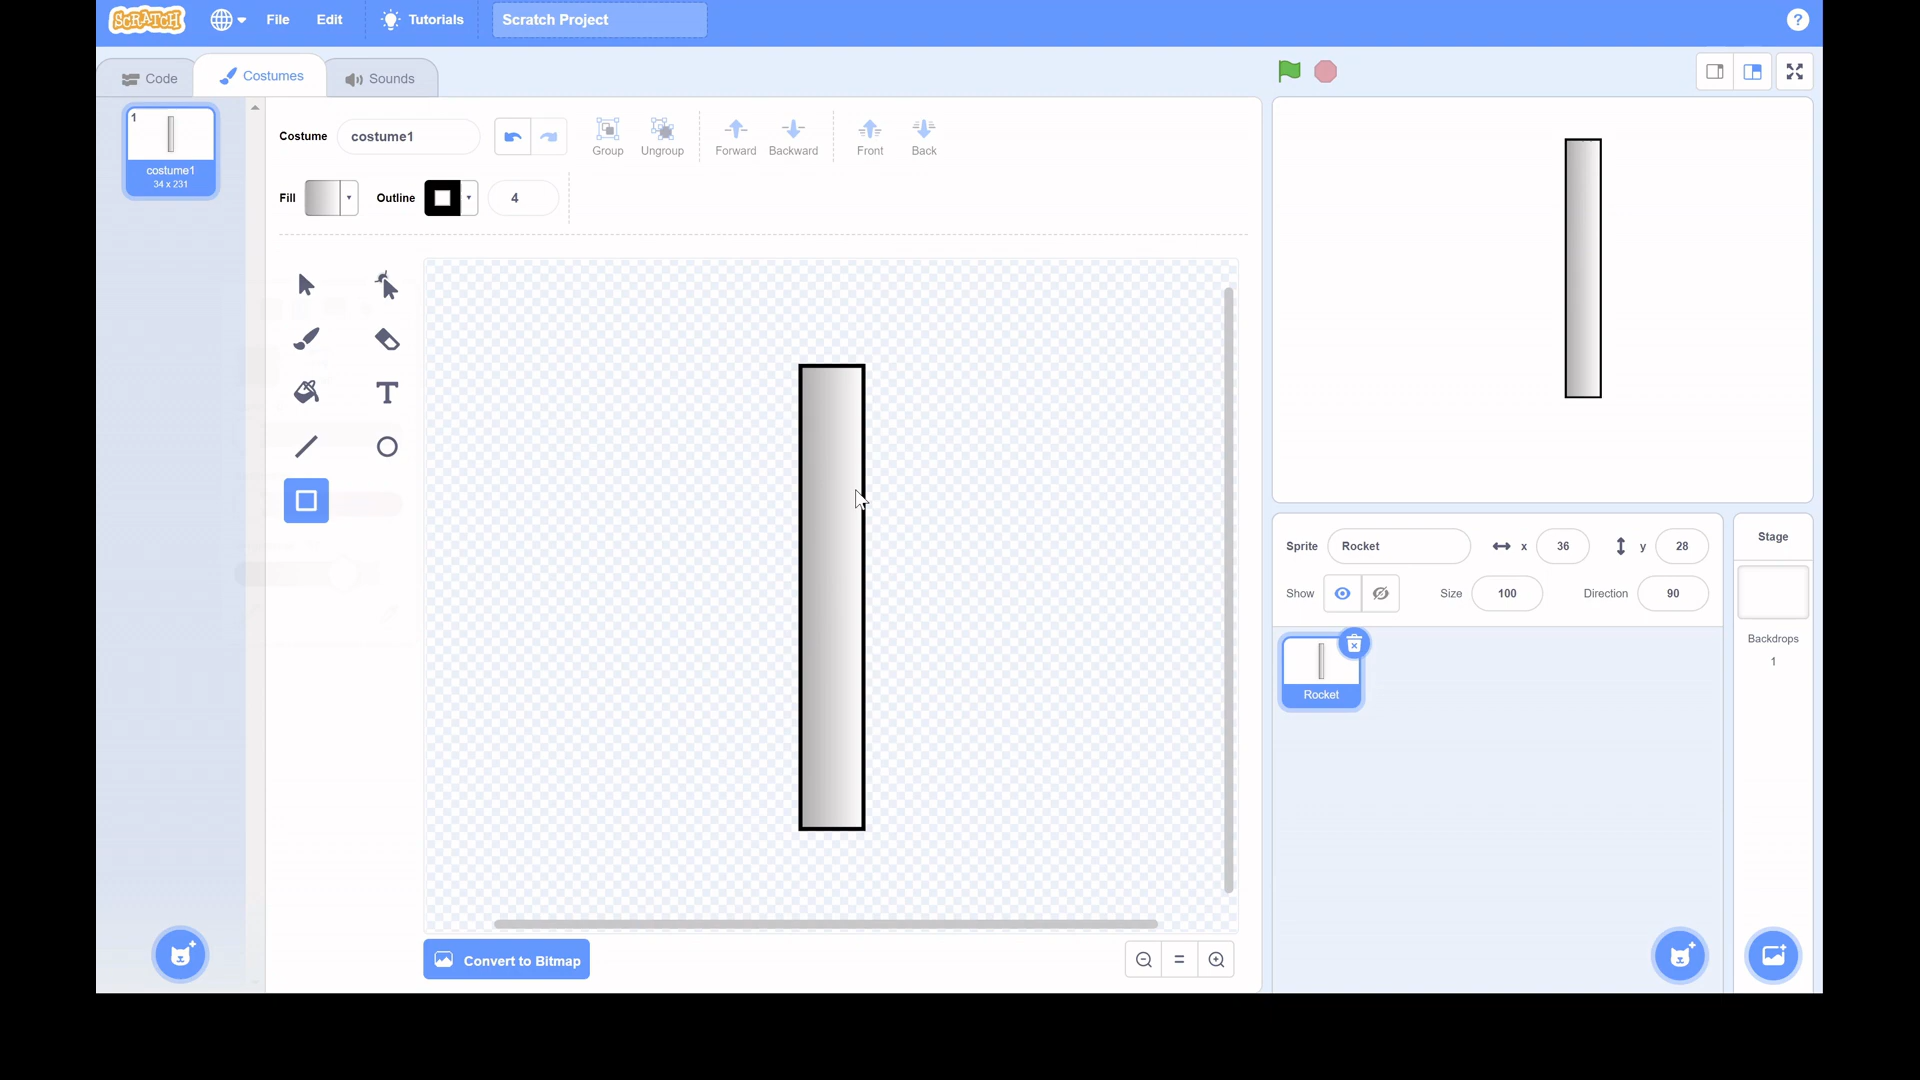 SCRATCH
File
Edit
Tutorials
Scratch Project
?
Code
Costumes
Sounds
1
costume1
34 x 231
Costume
costume1
Group
Ungroup
Forward
Backward
Front
Back
Fill
Outline
4
T
Convert to Bitmap
Sprite
Rocket
x
36
y
28
Show
Size
100
Direction
90
Rocket
Stage
Backdrops
1